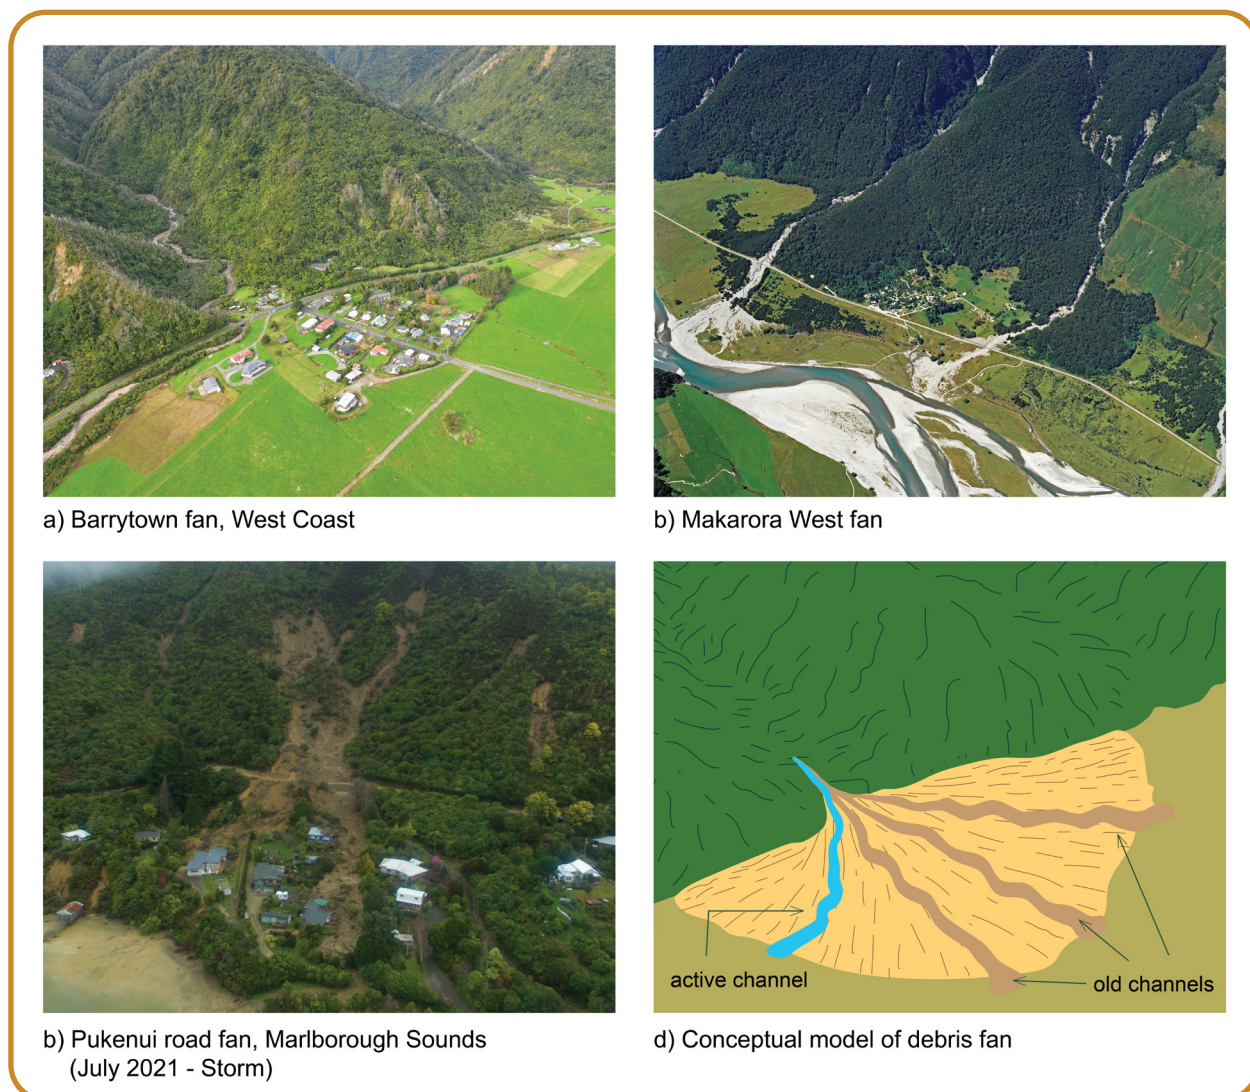 a) Barrytown fan, West Coast
b) Makarora West fan
b) Pukenui road fan, Marlborough Sounds
(July 2021 - Storm)
active channel
old channels
d) Conceptual model of debris fan